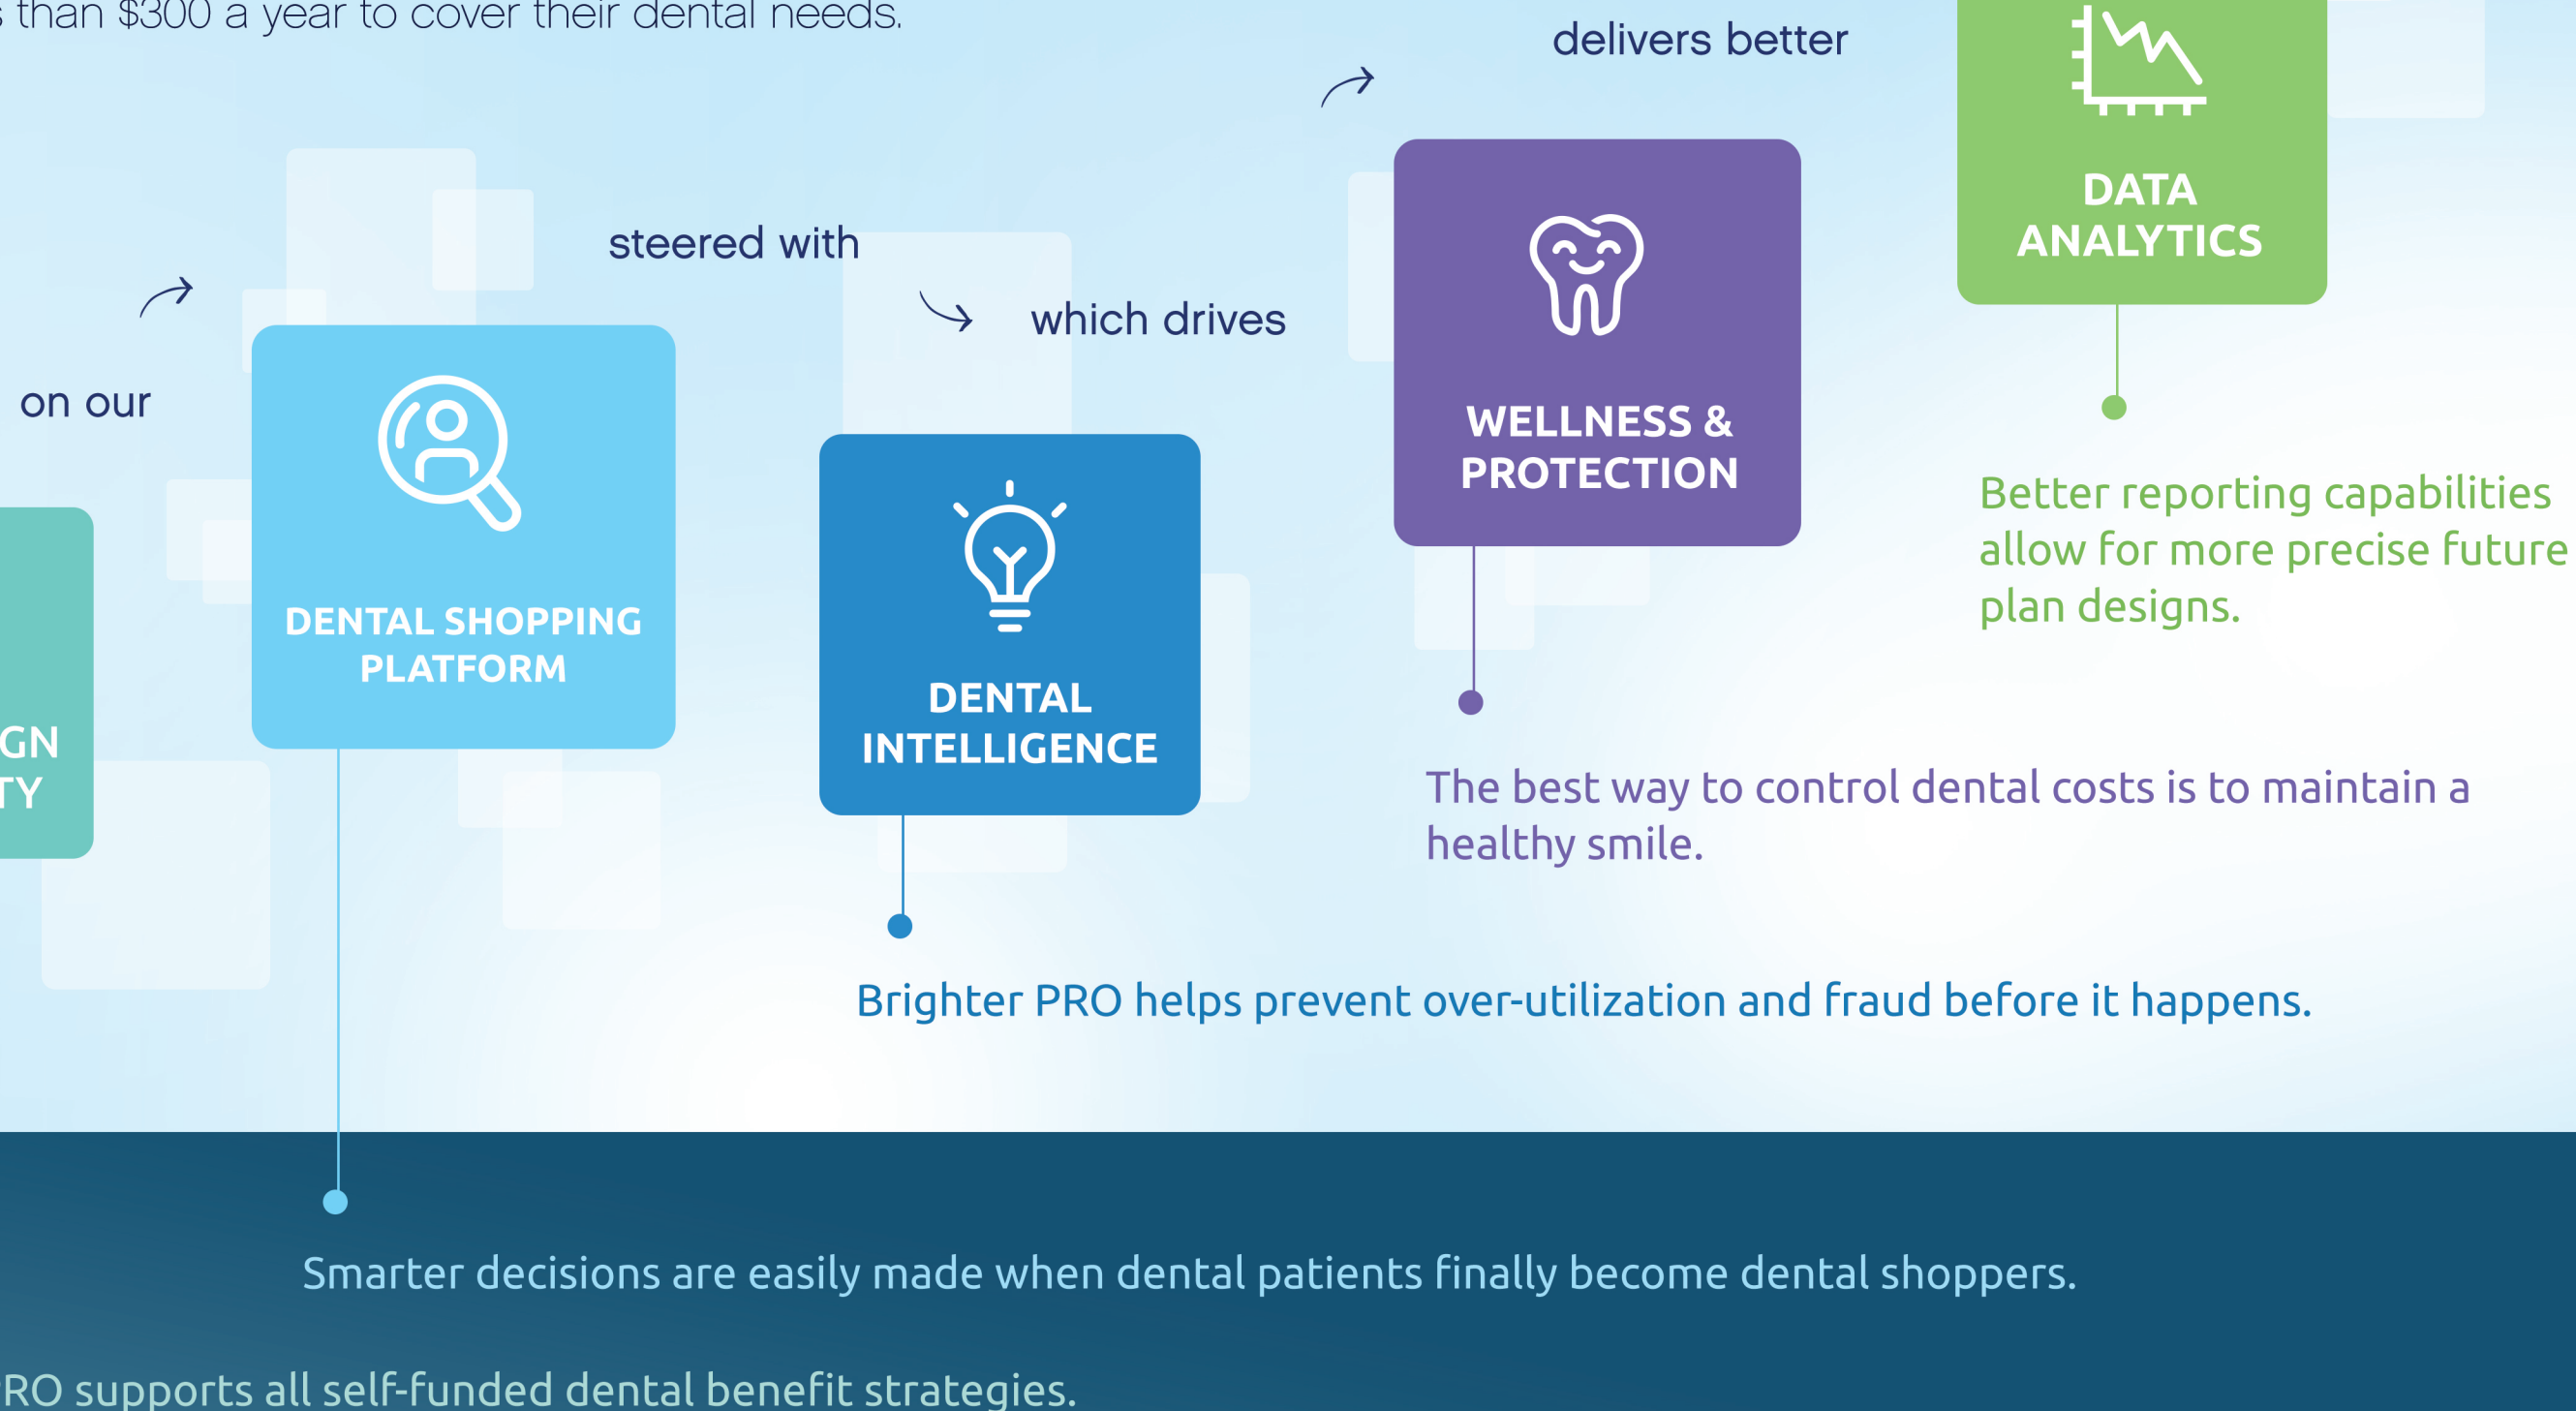 than $300 a year to cover their dental needs.
on our
GN
TY
DENTAL SHOPPING
PLATFORM
steered with
DENTAL
INTELLIGENCE
which drives
WELLNESS &
PROTECTION
delivers better
DATA
ANALYTICS
Better reporting capabilities
allow for more precise future
plan designs.
The best way to control dental costs is to maintain a
healthy smile.
Brighter PRO helps prevent over-utilization and fraud before it happens.
Smarter decisions are easily made when dental patients finally become dental shoppers.
RO supports all self-funded dental benefit strategies.